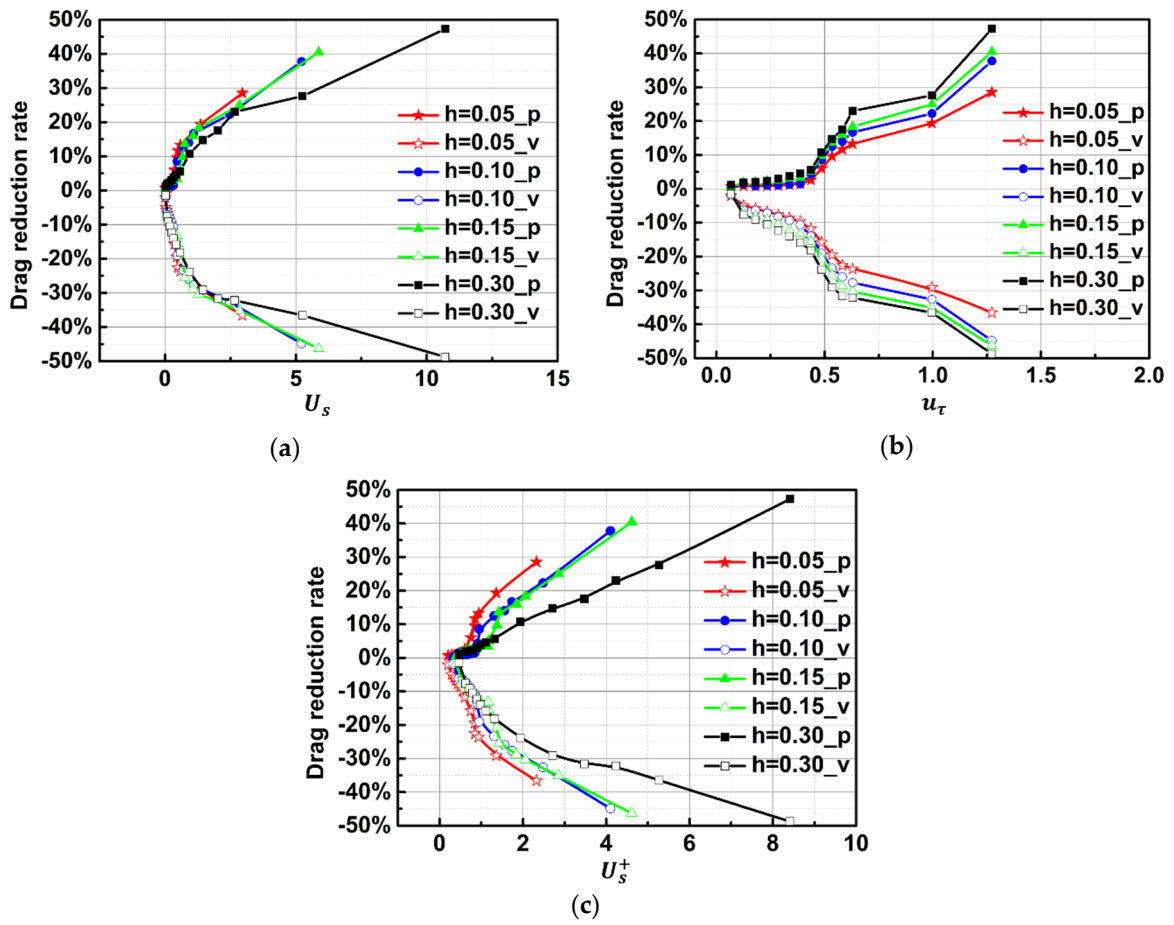 50%
40%
30%
20%
10%
0%
-10%
-20%
-30%
-40%
-50%
Drag reduction rate
h=0.05_p
h=0.05_v
h=0.10_p
h=0.10_v
h=0.15_p
h=0.15_v
h=0.30_p
h=0.30_v
0 5 10 15
U_s
(a)
50%
40%
30%
20%
10%
0%
-10%
-20%
-30%
-40%
-50%
Drag reduction rate
h=0.05_p
h=0.05_v
h=0.10_p
h=0.10_v
h=0.15_p
h=0.15_v
h=0.30_p
h=0.30_v
0.0 0.5 1.0 1.5 2.0
u_τ
(b)
50%
40%
30%
20%
10%
0%
-10%
-20%
-30%
-40%
-50%
Drag reduction rate
h=0.05_p
h=0.05_v
h=0.10_p
h=0.10_v
h=0.15_p
h=0.15_v
h=0.30_p
h=0.30_v
0 2 4 6 8 10
U_s^+
(c)